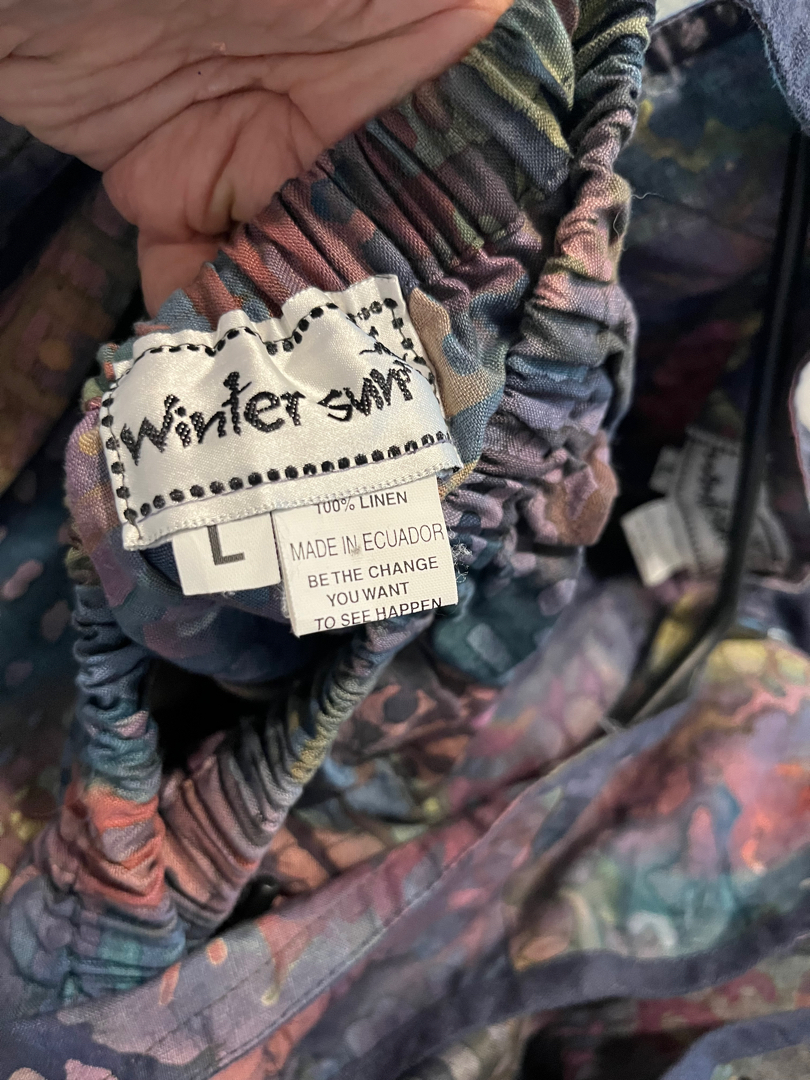 Winter sun
L
100% LINEN
MADE IN ECUADOR
BE THE CHANGE
YOU WANT
TO SEE HAPPEN